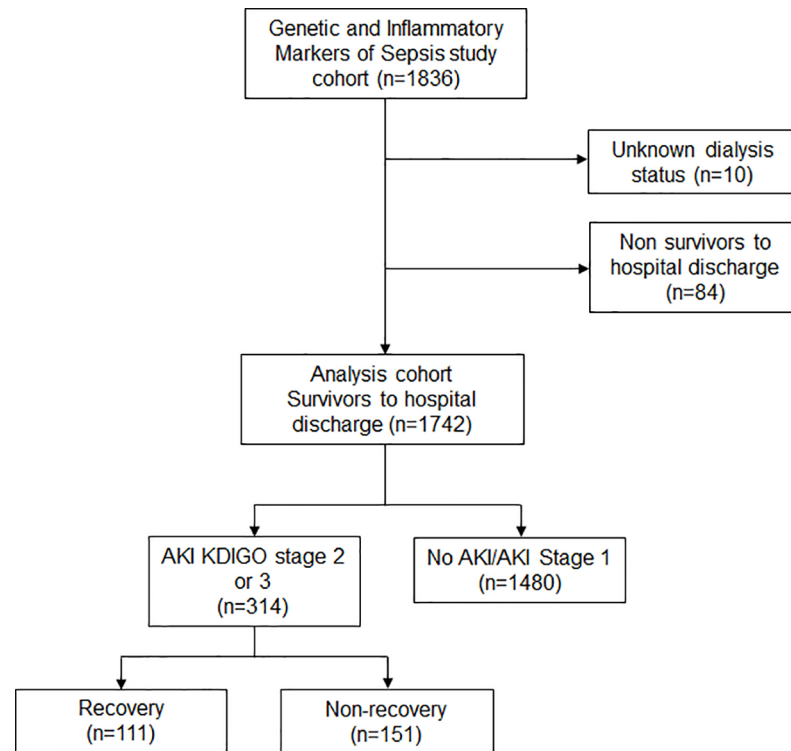 Genetic and Inflammatory
Markers of Sepsis study
cohort (n=1836)
Unknown dialysis
status (n=10)
Non survivors to
hospital discharge
(n=84)
Analysis cohort
Survivors to hospital
discharge (n=1742)
AKI KDIGO stage 2
or 3
(n=314)
No AKI/AKI Stage 1
(n=1480)
Recovery
(n=111)
Non-recovery
(n=151)